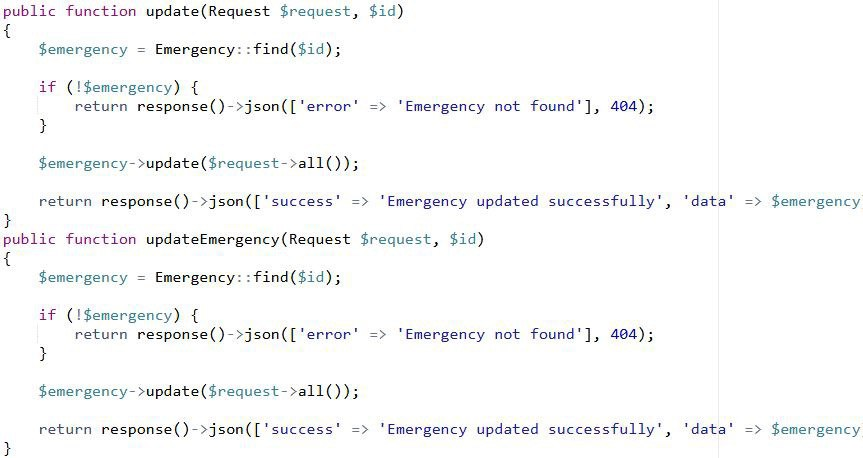 public function update(Request $request, $id)
{
    $emergency = Emergency::find($id);

    if (!$emergency) {
        return response()->json(['error' => 'Emergency not found'], 404);
    }

    $emergency->update($request->all());

    return response()->json(['success' => 'Emergency updated successfully', 'data' => $emergency
}
public function updateEmergency(Request $request, $id)
{
    $emergency = Emergency::find($id);

    if (!$emergency) {
        return response()->json(['error' => 'Emergency not found'], 404);
    }

    $emergency->update($request->all());

    return response()->json(['success' => 'Emergency updated successfully', 'data' => $emergency
}